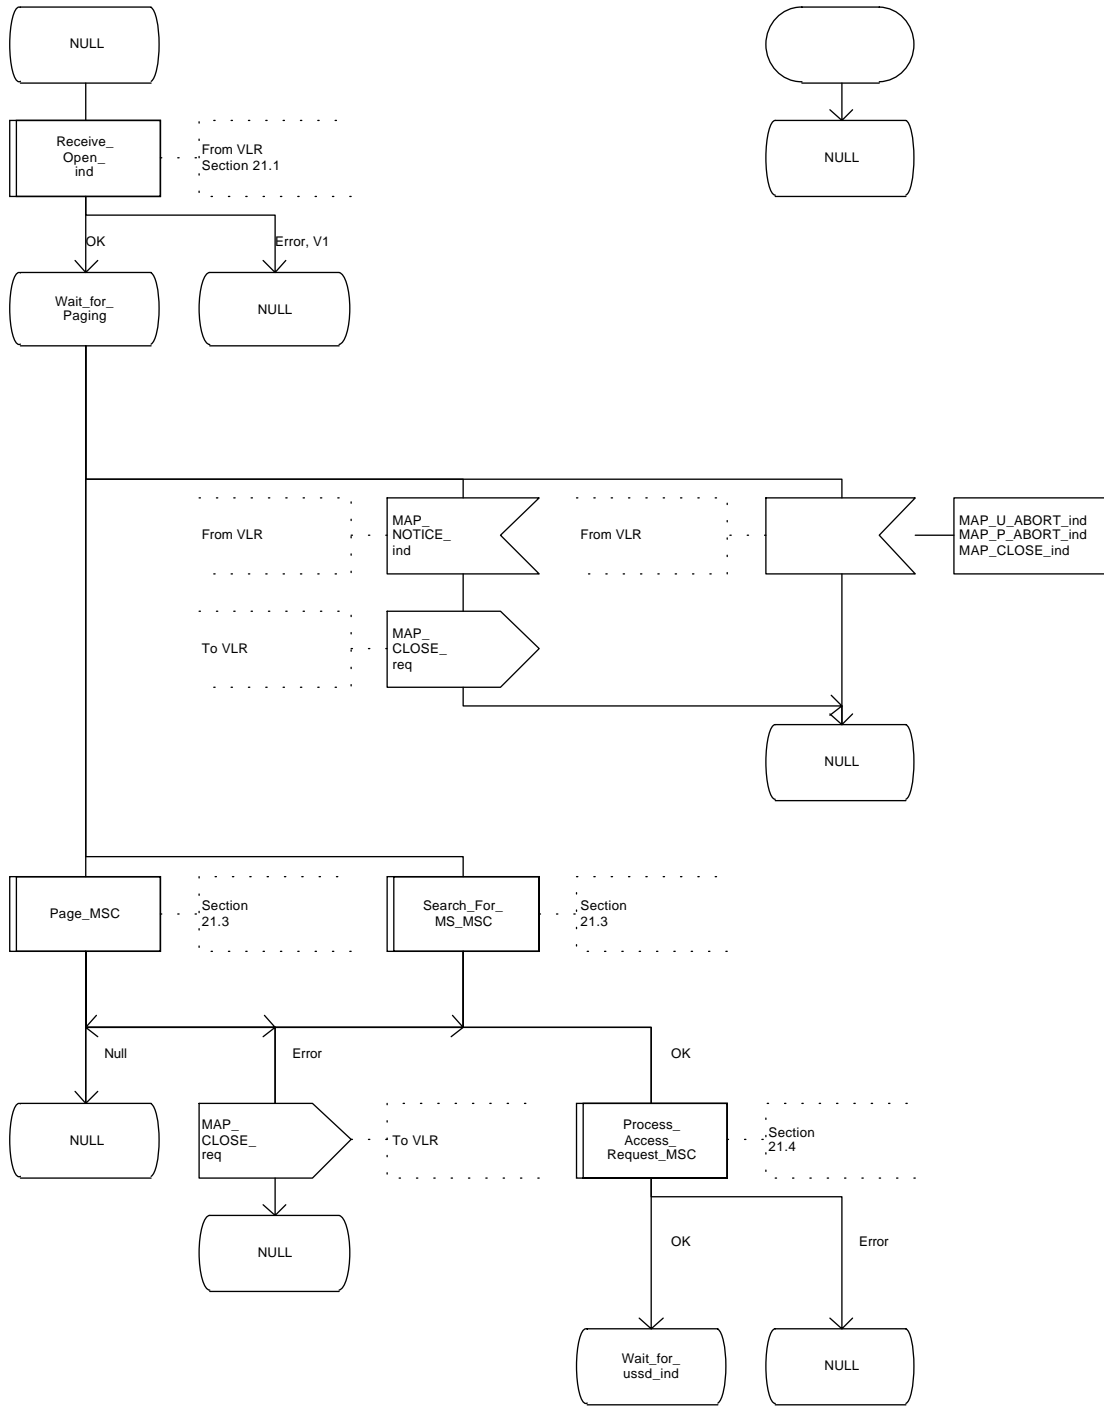 NULL
Receive_
Open_
ind
From VLR
Section 21.1
NULL
OK
Error, V1
Wait_for_
Paging
NULL
From VLR
MAP_
NOTICE_
ind
From VLR
MAP_U_ABORT_ind
MAP_P_ABORT_ind
MAP_CLOSE_ind
To VLR
MAP_
CLOSE_
req
NULL
Page_MSC
Section
21.3
Search_For_
MS_MSC
Section
21.3
Null
Error
OK
NULL
MAP_
CLOSE_
req
To VLR
Process_
Access_
Request_MSC
Section
21.4
NULL
OK
Error
Wait_for_
ussd_ind
NULL